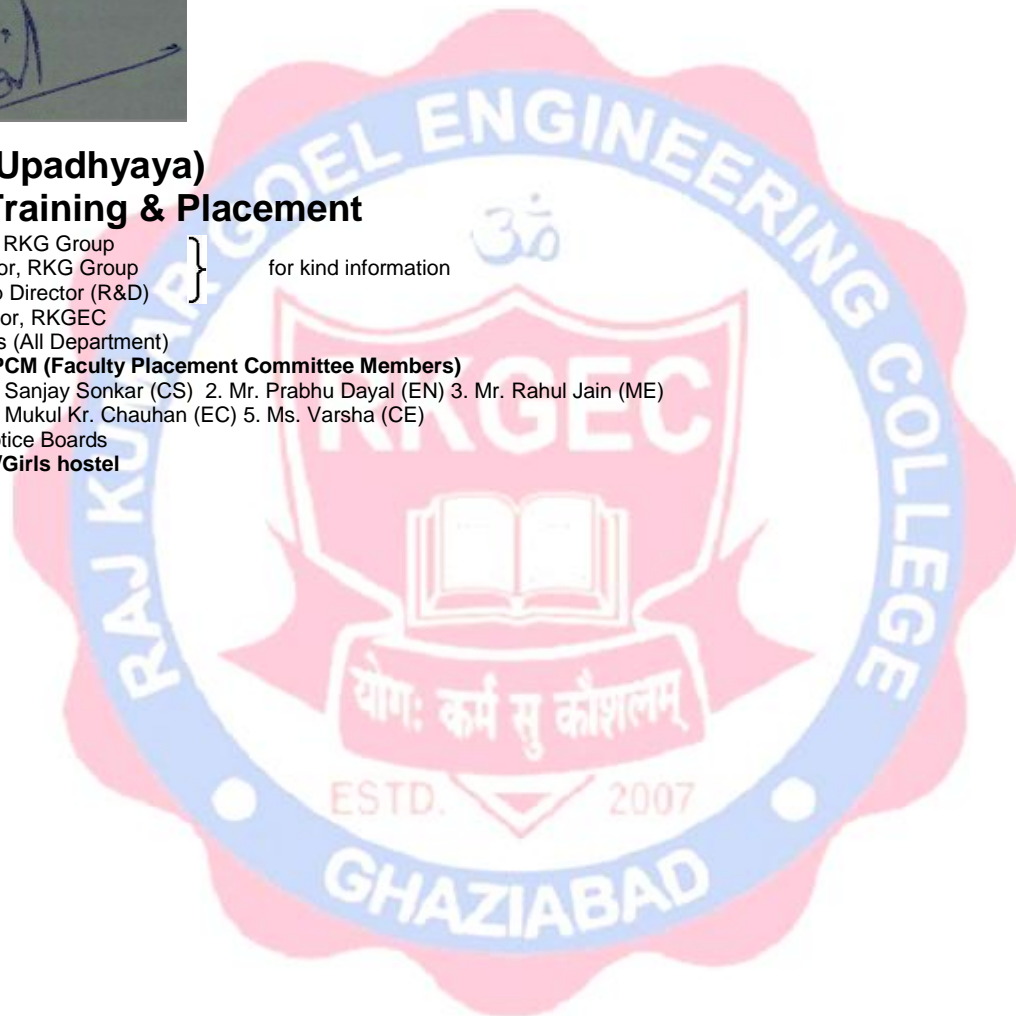 Upadhyaya)
Training & Placement
RKG Group
or, RKG Group for kind information
o Director (R&D)
or, RKGEC
s (All Department)
PCM (Faculty Placement Committee Members)
Sanjay Sonkar (CS) 2. Mr. Prabhu Dayal (EN) 3. Mr. Rahul Jain (ME)
Mukul Kr. Chauhan (EC) 5. Ms. Varsha (CE)
tice Boards
/Girls hostel
RAJ KUMAR GOEL ENGINEERING COLLEGE
ॐ
RKGEC
योगः कर्म सु कौशलम्
ESTD. 2007
GHAZIABAD